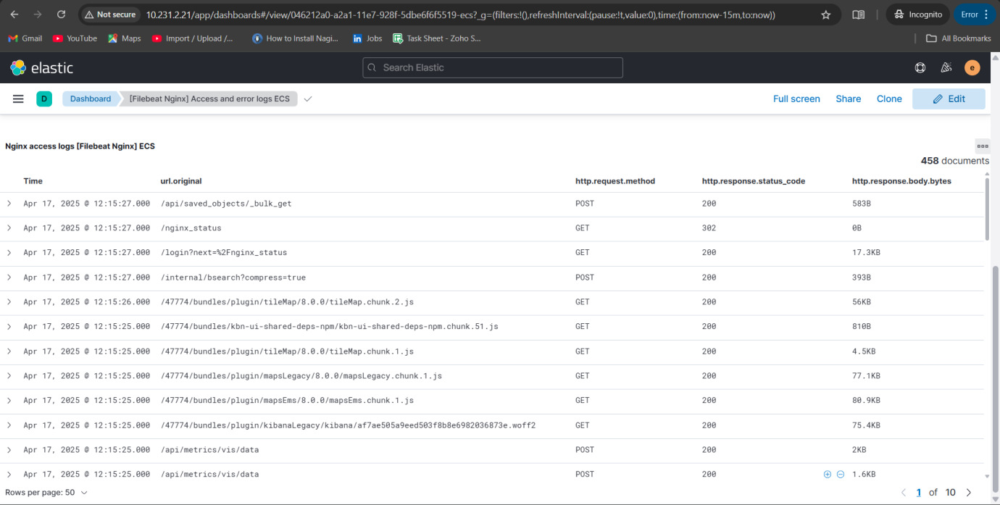 Not secure 10.231.2.21/app/dashboards#/view/046212a0-a2a1-11e7-928f-5dbe6f6f5519-ecs?_g=(filters:!(),refreshInterval:(pause:!t,value:0),time:(from:now-15m,to:now)) Incognito Error
Gmail YouTube Maps Import / Upload /... How to Install Nagi... Jobs Task Sheet - Zoho S... All Bookmarks
elastic Search Elastic e
D Dashboard [Filebeat Nginx] Access and error logs ECS Full screen Share Clone Edit
Nginx access logs [Filebeat Nginx] ECS
458 documents
Time url.original http.request.method http.response.status_code http.response.body.bytes
Apr 17, 2025 @ 12:15:27.000 /api/saved_objects/_bulk_get POST 200 583B
Apr 17, 2025 @ 12:15:27.000 /nginx_status GET 302 0B
Apr 17, 2025 @ 12:15:27.000 /login?next=%2Fnginx_status GET 200 17.3KB
Apr 17, 2025 @ 12:15:27.000 /internal/bsearch?compress=true POST 200 393B
Apr 17, 2025 @ 12:15:26.000 /47774/bundles/plugin/tileMap/8.0.0/tileMap.chunk.2.js GET 200 56KB
Apr 17, 2025 @ 12:15:25.000 /47774/bundles/kbn-ui-shared-deps-npm/kbn-ui-shared-deps-npm.chunk.51.js GET 200 810B
Apr 17, 2025 @ 12:15:25.000 /47774/bundles/plugin/tileMap/8.0.0/tileMap.chunk.1.js GET 200 4.5KB
Apr 17, 2025 @ 12:15:25.000 /47774/bundles/plugin/mapsLegacy/8.0.0/mapsLegacy.chunk.1.js GET 200 77.1KB
Apr 17, 2025 @ 12:15:25.000 /47774/bundles/plugin/mapsEms/8.0.0/mapsEms.chunk.1.js GET 200 80.9KB
Apr 17, 2025 @ 12:15:25.000 /47774/bundles/plugin/kibanaLegacy/kibana/af7ae505a9eed503f8b8e6982036873e.woff2 GET 200 75.4KB
Apr 17, 2025 @ 12:15:25.000 /api/metrics/vis/data POST 200 2KB
Apr 17, 2025 @ 12:15:25.000 /api/metrics/vis/data POST 200 1.6KB
Rows per page: 50 1 of 10